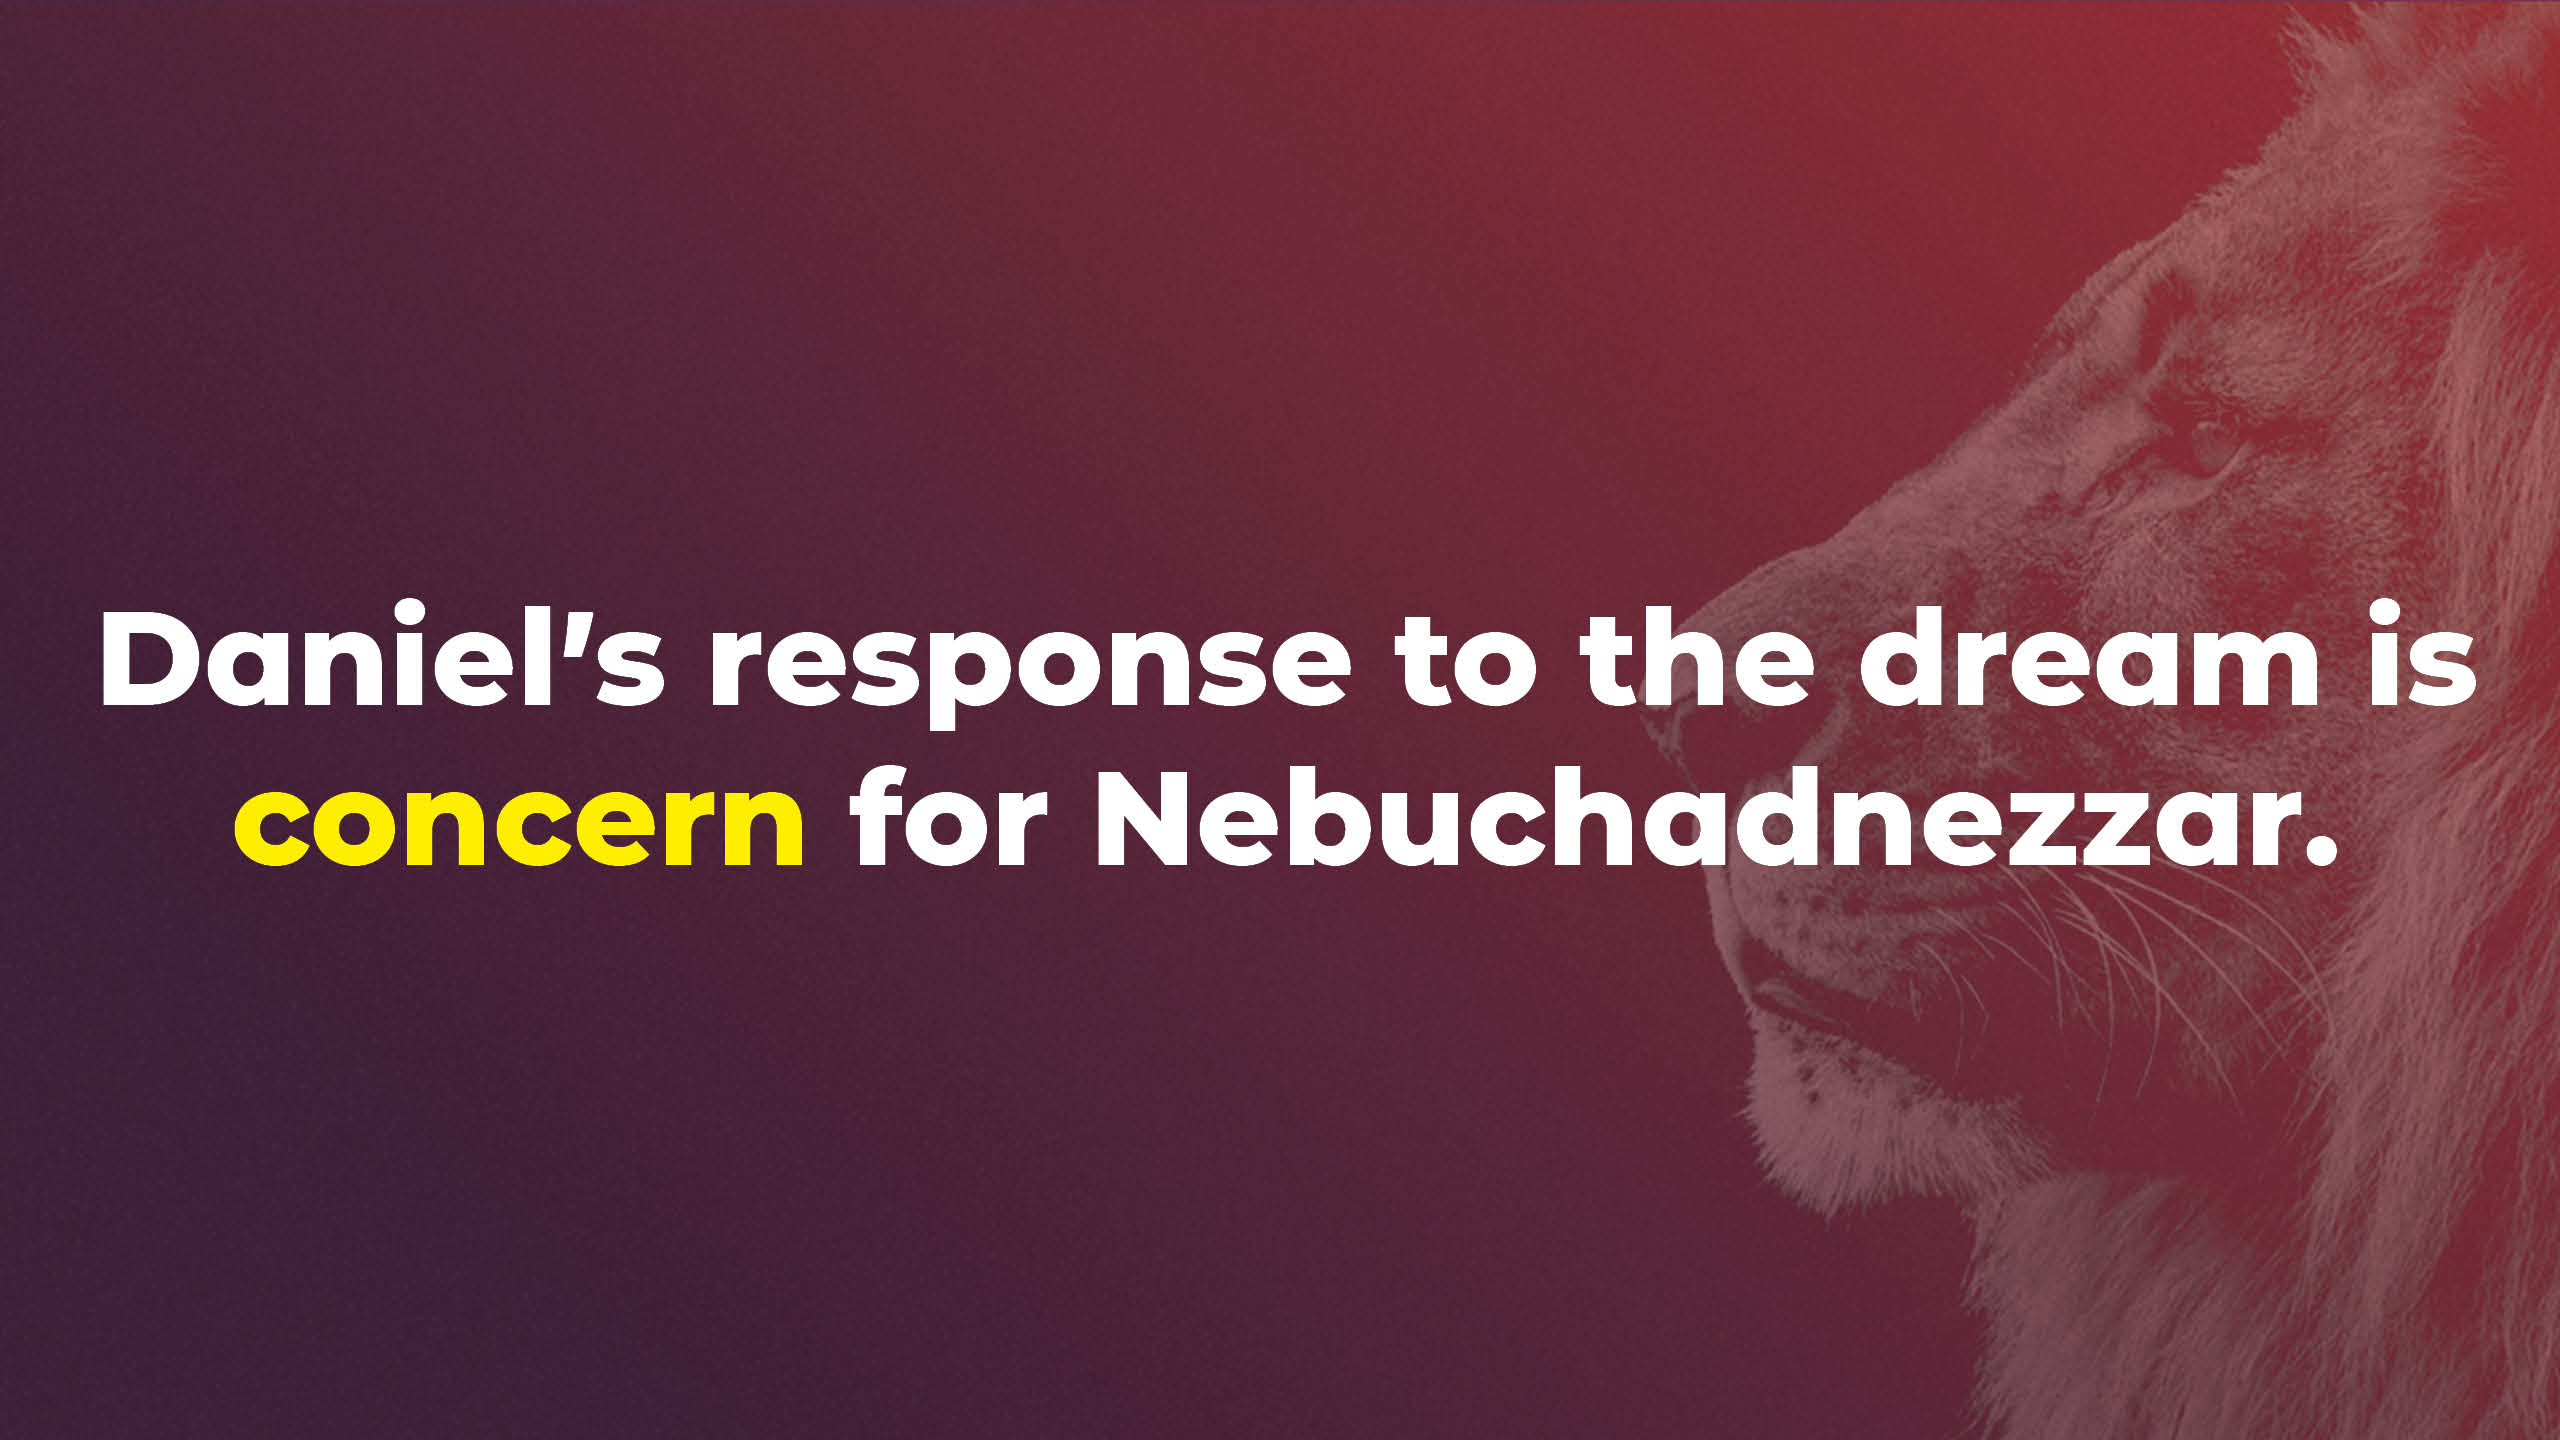 Daniel's response to the dream is
concern for Nebuchadnezzar.